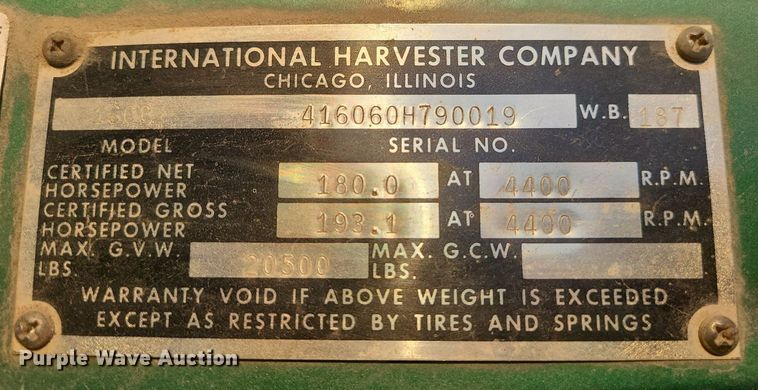 INTERNATIONAL HARVESTER COMPANY
CHICAGO, ILLINOIS
416060H790019 W.B. 187
MODEL SERIAL NO.
CERTIFIED NET HORSEPOWER 180.0 AT 4400 R.P.M.
CERTIFIED GROSS HORSEPOWER 193.1 AT 4400 R.P.M.
MAX. G.V.W. LBS. 20500 MAX. G.C.W. LBS.
WARRANTY VOID IF ABOVE WEIGHT IS EXCEEDED
EXCEPT AS RESTRICTED BY TIRES AND SPRINGS
Purple Wave Auction